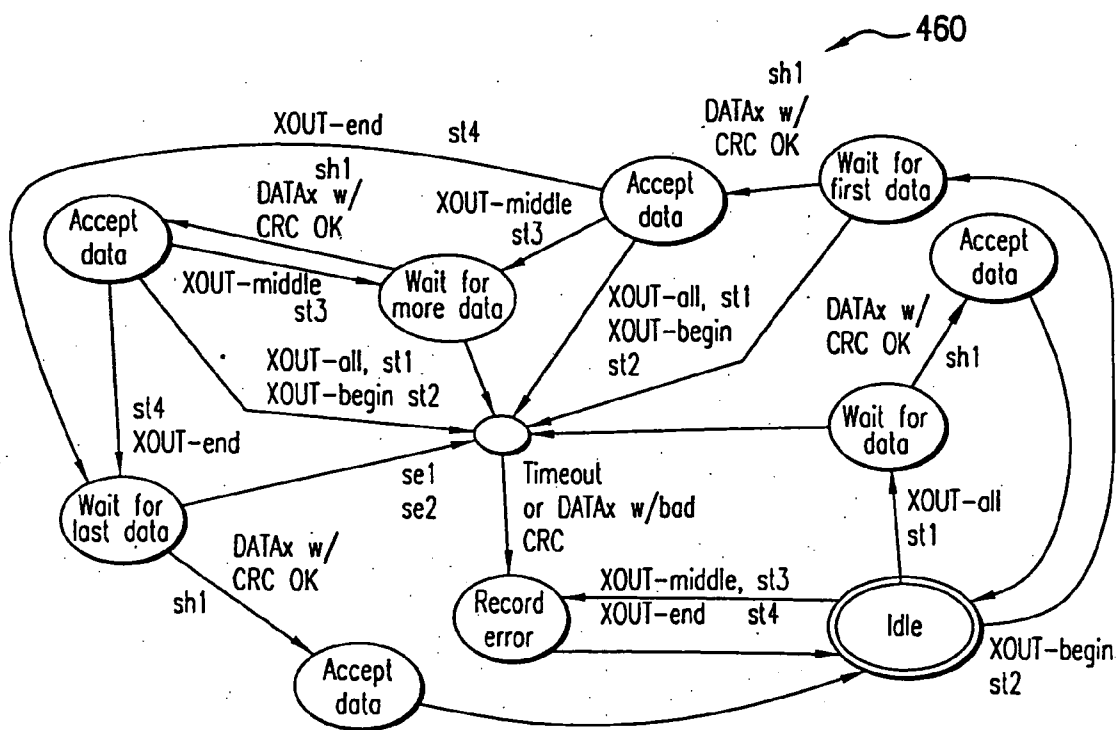 460
sh1
DATAx w/
CRC OK
XOUT-end st4
Wait for
first data
sh1
DATAx w/
CRC OK
Accept
data
XOUT-middle
st3
Accept
data
Accept
data
Wait for
more data
XOUT-middle
st3
DATAx w/
CRC OK
sh1
XOUT-all, st1
XOUT-begin
st2
XOUT-all, st1
XOUT-begin st2
Wait for
data
st4
XOUT-end
se1
se2
Timeout
or DATAx w/bad
CRC
XOUT-all
st1
Wait for
last data
DATAx w/
CRC OK
sh1
XOUT-middle, st3
XOUT-end st4
Record
error
Idle
XOUT-begin
st2
Accept
data